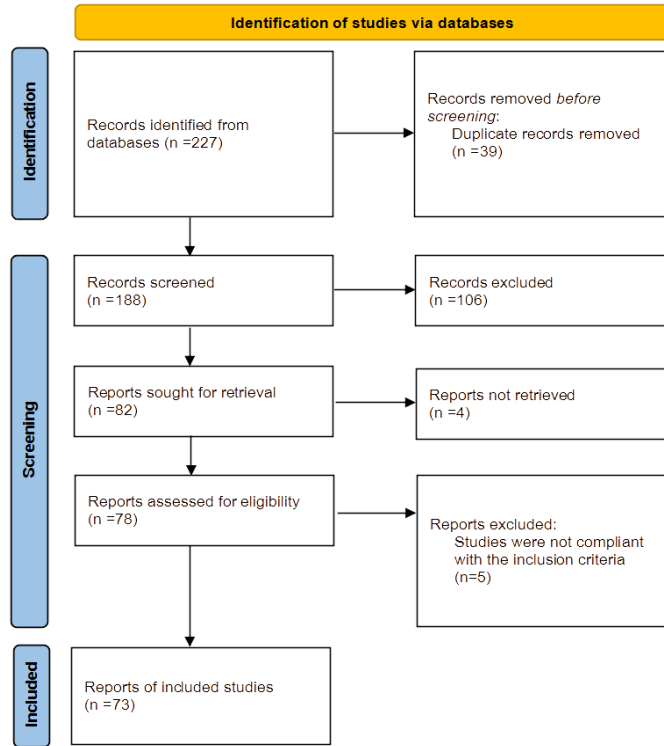 Identification of studies via databases
Identification
Records identified from
databases (n =227)
Records removed before
screening:
Duplicate records removed
(n =39)
Screening
Records screened
(n =188)
Records excluded
(n =106)
Reports sought for retrieval
(n =82)
Reports not retrieved
(n =4)
Reports assessed for eligibility
(n =78)
Reports excluded:
Studies were not compliant
with the inclusion criteria
(n=5)
Included
Reports of included studies
(n =73)